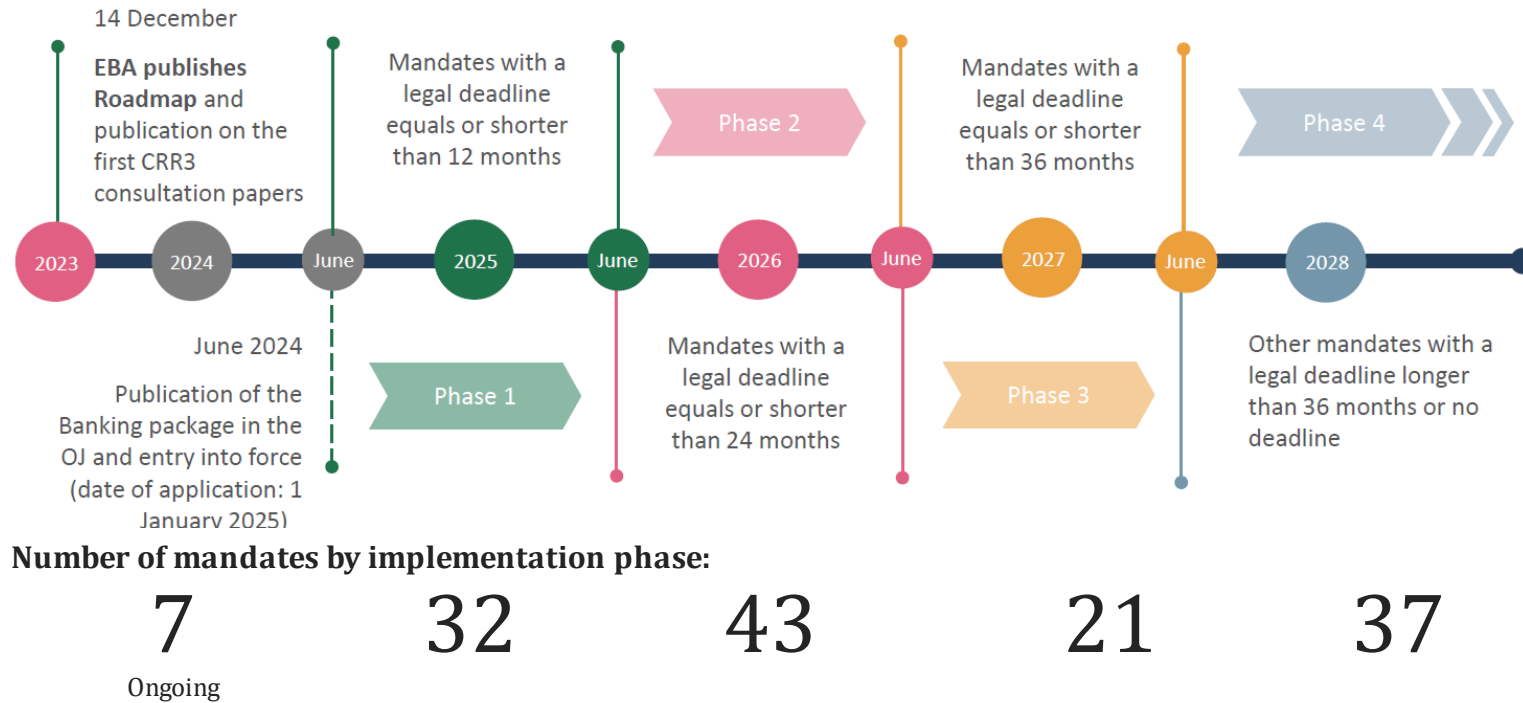 14 December
EBA publishes
Roadmap and
publication on the
first CRR3
consultation papers
Mandates with a
legal deadline
equals or shorter
than 12 months
Phase 2
Mandates with a
legal deadline
equals or shorter
than 36 months
Phase 4
2023
2024
June
2025
June
2026
June
2027
June
2028
June 2024
Publication of the
Banking package in the
OJ and entry into force
(date of application: 1
January 2025)
Phase 1
Mandates with a
legal deadline
equals or shorter
than 24 months
Phase 3
Other mandates with a
legal deadline longer
than 36 months or no
deadline
Number of mandates by implementation phase:
7
32
43
21
37
Ongoing